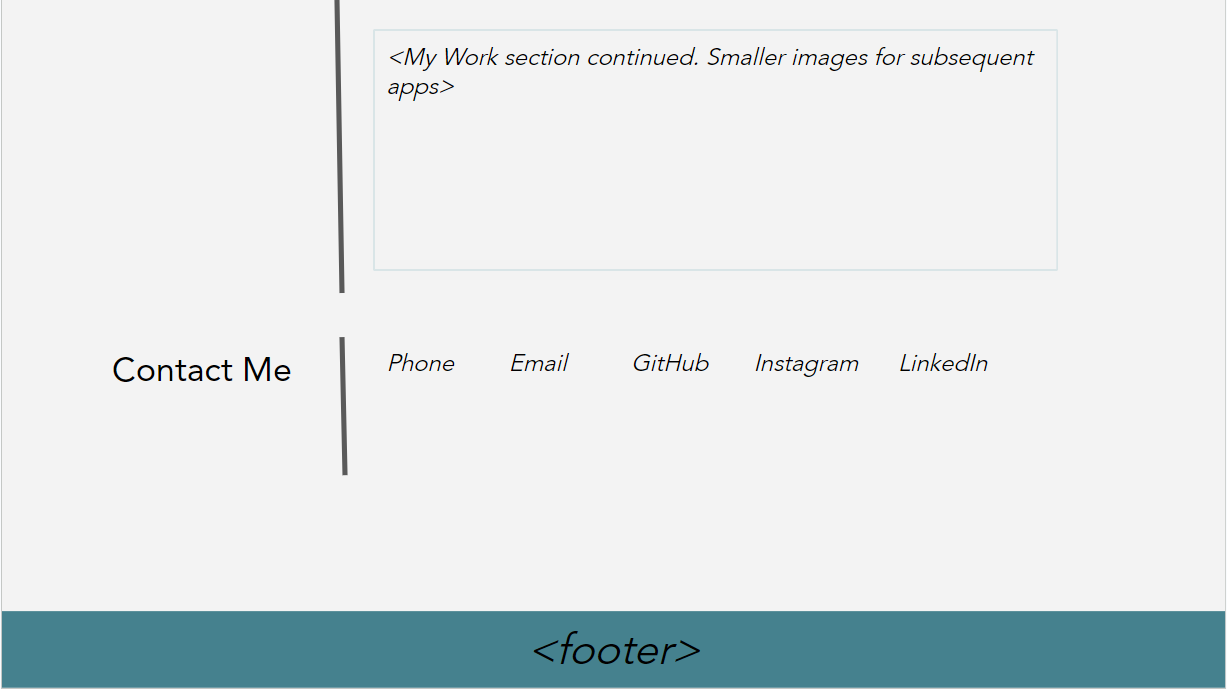 <My Work section continued. Smaller images for subsequent
apps>
Contact Me
Phone Email GitHub Instagram LinkedIn
<footer>